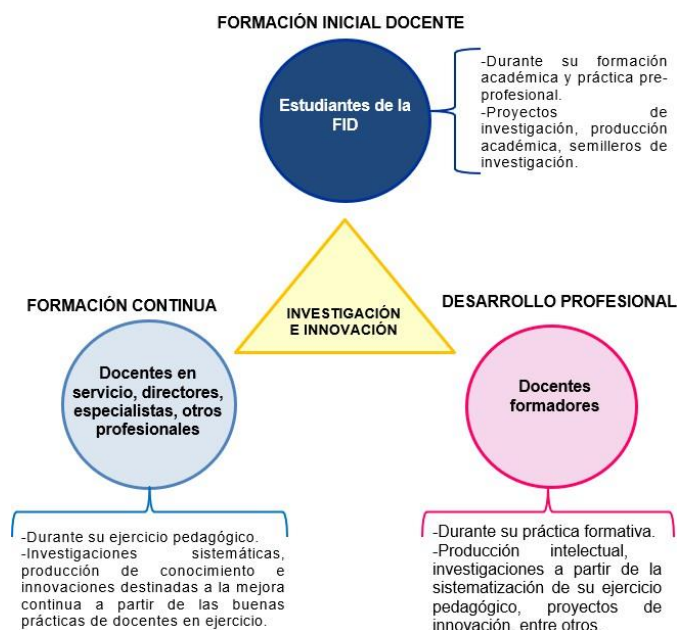 FORMACIÓN INICIAL DOCENTE
Estudiantes de la
FID
-Durante su formación
académica y práctica pre-
profesional.
-Proyectos de
investigación, producción
académica, semilleros de
investigación.
INVESTIGACIÓN
E INNOVACIÓN
FORMACIÓN CONTINUA
Docentes en
servicio, directores,
especialistas, otros
profesionales
-Durante su ejercicio pedagógico.
-Investigaciones sistemáticas,
producción de conocimiento e
innovaciones destinadas a la mejora
continua a partir de las buenas
prácticas de docentes en ejercicio.
DESARROLLO PROFESIONAL
Docentes
formadores
-Durante su práctica formativa.
-Producción intelectual,
investigaciones a partir de la
sistematización de su ejercicio
pedagógico, proyectos de
innovación, entre otros